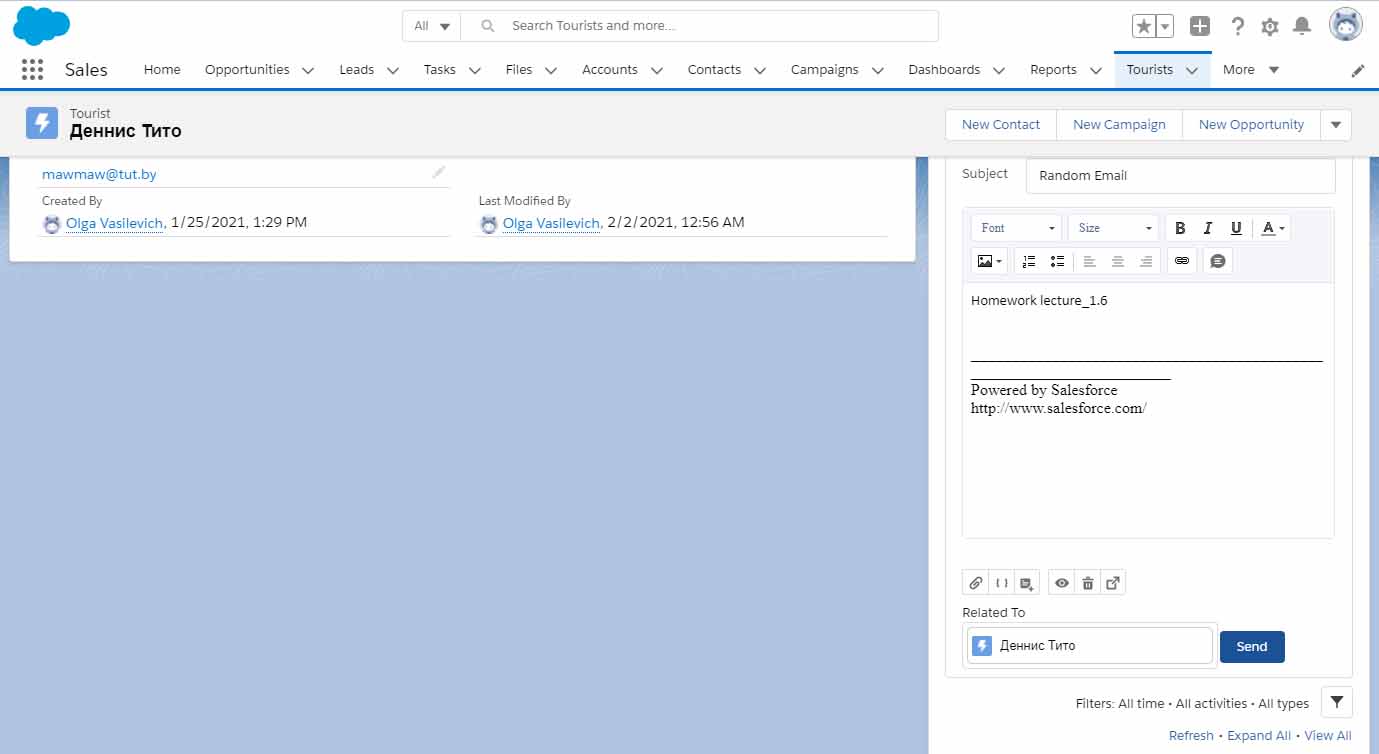 All
Search Tourists and more...
Sales Home Opportunities Leads Tasks Files Accounts Contacts Campaigns Dashboards Reports Tourists More
Tourist
Деннис Тито
New Contact New Campaign New Opportunity
mawmaw@tut.by
Created By
Olga Vasilevich, 1/25/2021, 1:29 PM
Last Modified By
Olga Vasilevich, 2/2/2021, 12:56 AM
Subject Random Email
Font Size B I U A
Homework lecture_1.6
Powered by Salesforce
http://www.salesforce.com/
Related To
Деннис Тито
Send
Filters: All time • All activities • All types
Refresh • Expand All • View All